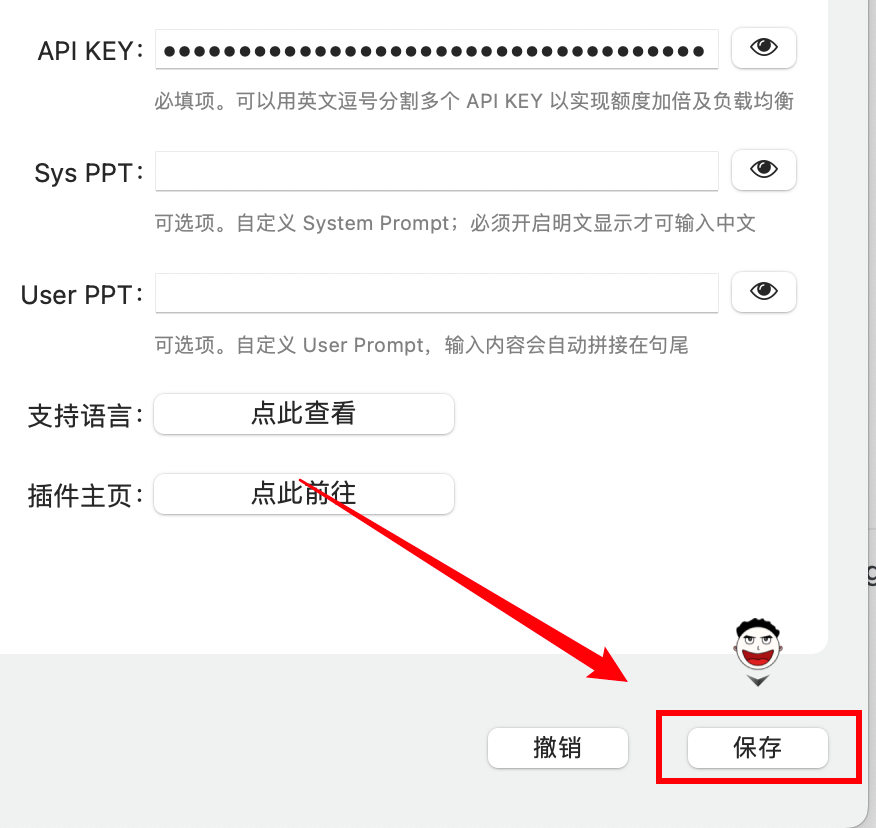 API KEY: ●●●●●●●●●●●●●●●●●●●●●●●●●●●●●●●●●●●●
必填项。可以用英文逗号分割多个 API KEY 以实现额度加倍及负载均衡
Sys PPT:
可选项。自定义 System Prompt；必须开启明文显示才可输入中文
User PPT:
可选项。自定义 User Prompt，输入内容会自动拼接在句尾
支持语言: 点此查看
插件主页: 点此前往
撤销 保存